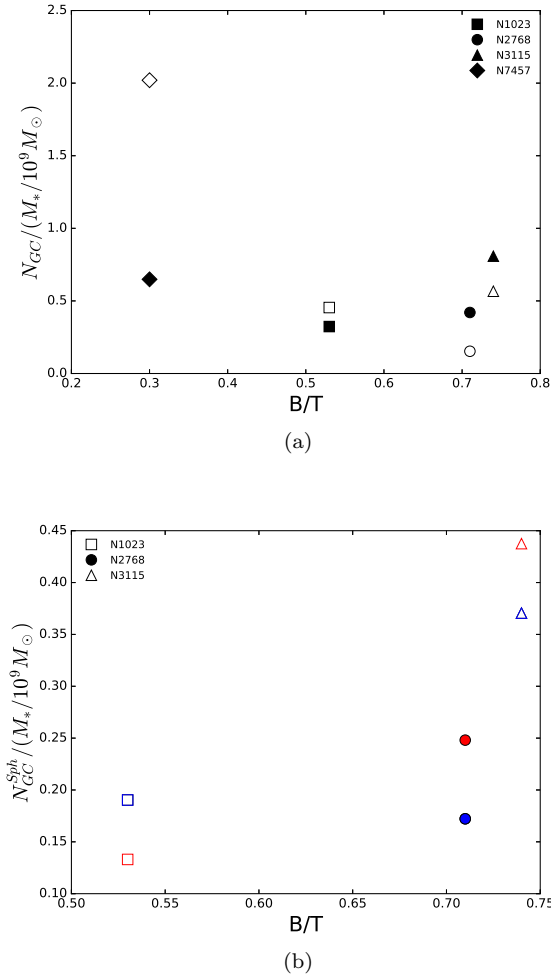 2.5
2.0
1.5
1.0
0.5
0.0
N_{GC}/(M_*/10^9 M_⊙)
N1023
N2768
N3115
N7457
0.2 0.3 0.4 0.5 0.6 0.7 0.8
B/T
(a)
0.45
0.40
0.35
0.30
0.25
0.20
0.15
0.10
N_{GC}^{Sph}/(M_*/10^9 M_⊙)
N1023
N2768
N3115
0.50 0.55 0.60 0.65 0.70 0.75
B/T
(b)